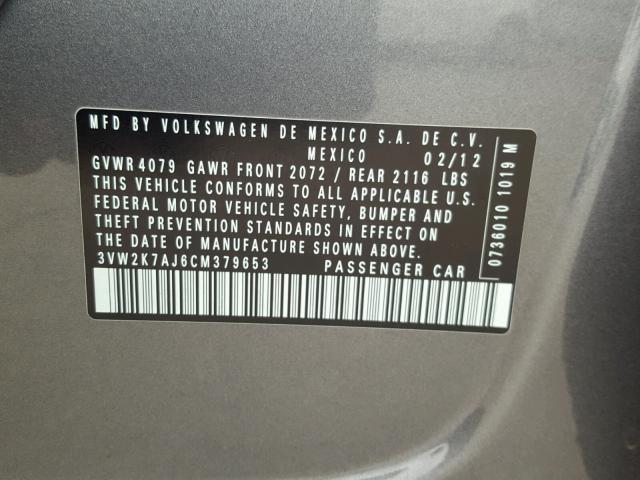 MFD BY VOLKSWAGEN DE MEXICO S.A. DE C.V.
MEXICO 02/12
GVWR 4079 GAWR FRONT 2072 / REAR 2116 LBS
THIS VEHICLE CONFORMS TO ALL APPLICABLE U.S.
FEDERAL MOTOR VEHICLE SAFETY, BUMPER AND
THEFT PREVENTION STANDARDS IN EFFECT ON
THE DATE OF MANUFACTURE SHOWN ABOVE.
3VW2K7AJ6CM379653 PASSENGER CAR
0736010 1019 M